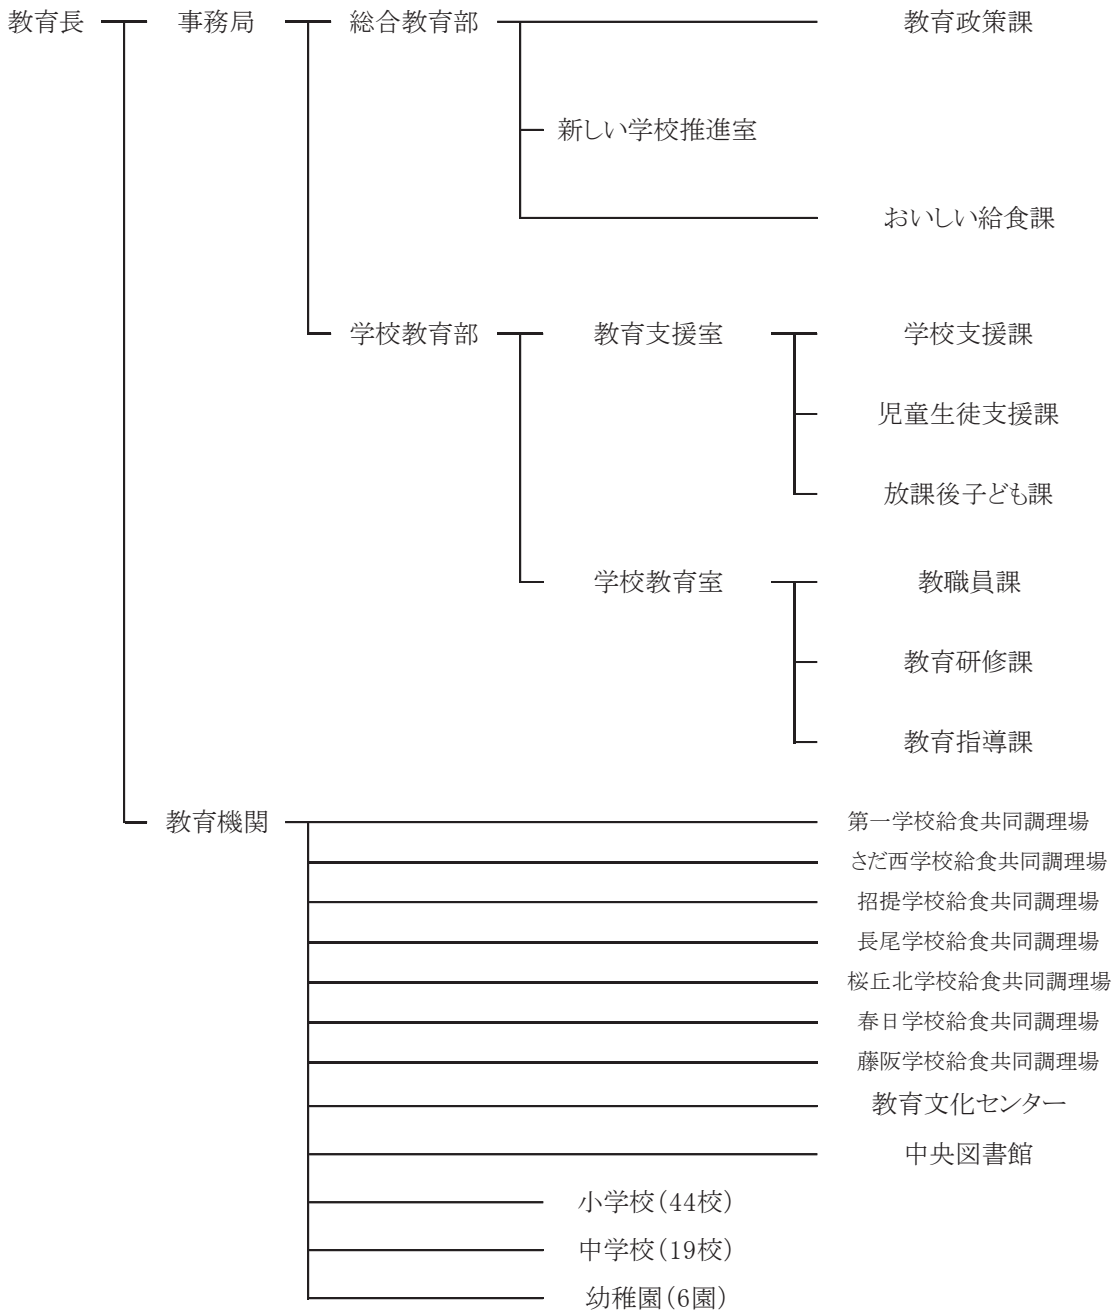 教育長 事務局 総合教育部 教育政策課
新しい学校推進室
おいしい給食課
学校教育部 教育支援室 学校支援課
児童生徒支援課
放課後子ども課
学校教育室 教職員課
教育研修課
教育指導課
教育機関 第一学校給食共同調理場
さだ西学校給食共同調理場
招提学校給食共同調理場
長尾学校給食共同調理場
桜丘北学校給食共同調理場
春日学校給食共同調理場
藤阪学校給食共同調理場
教育文化センター
中央図書館
小学校(44校)
中学校(19校)
幼稚園(6園)